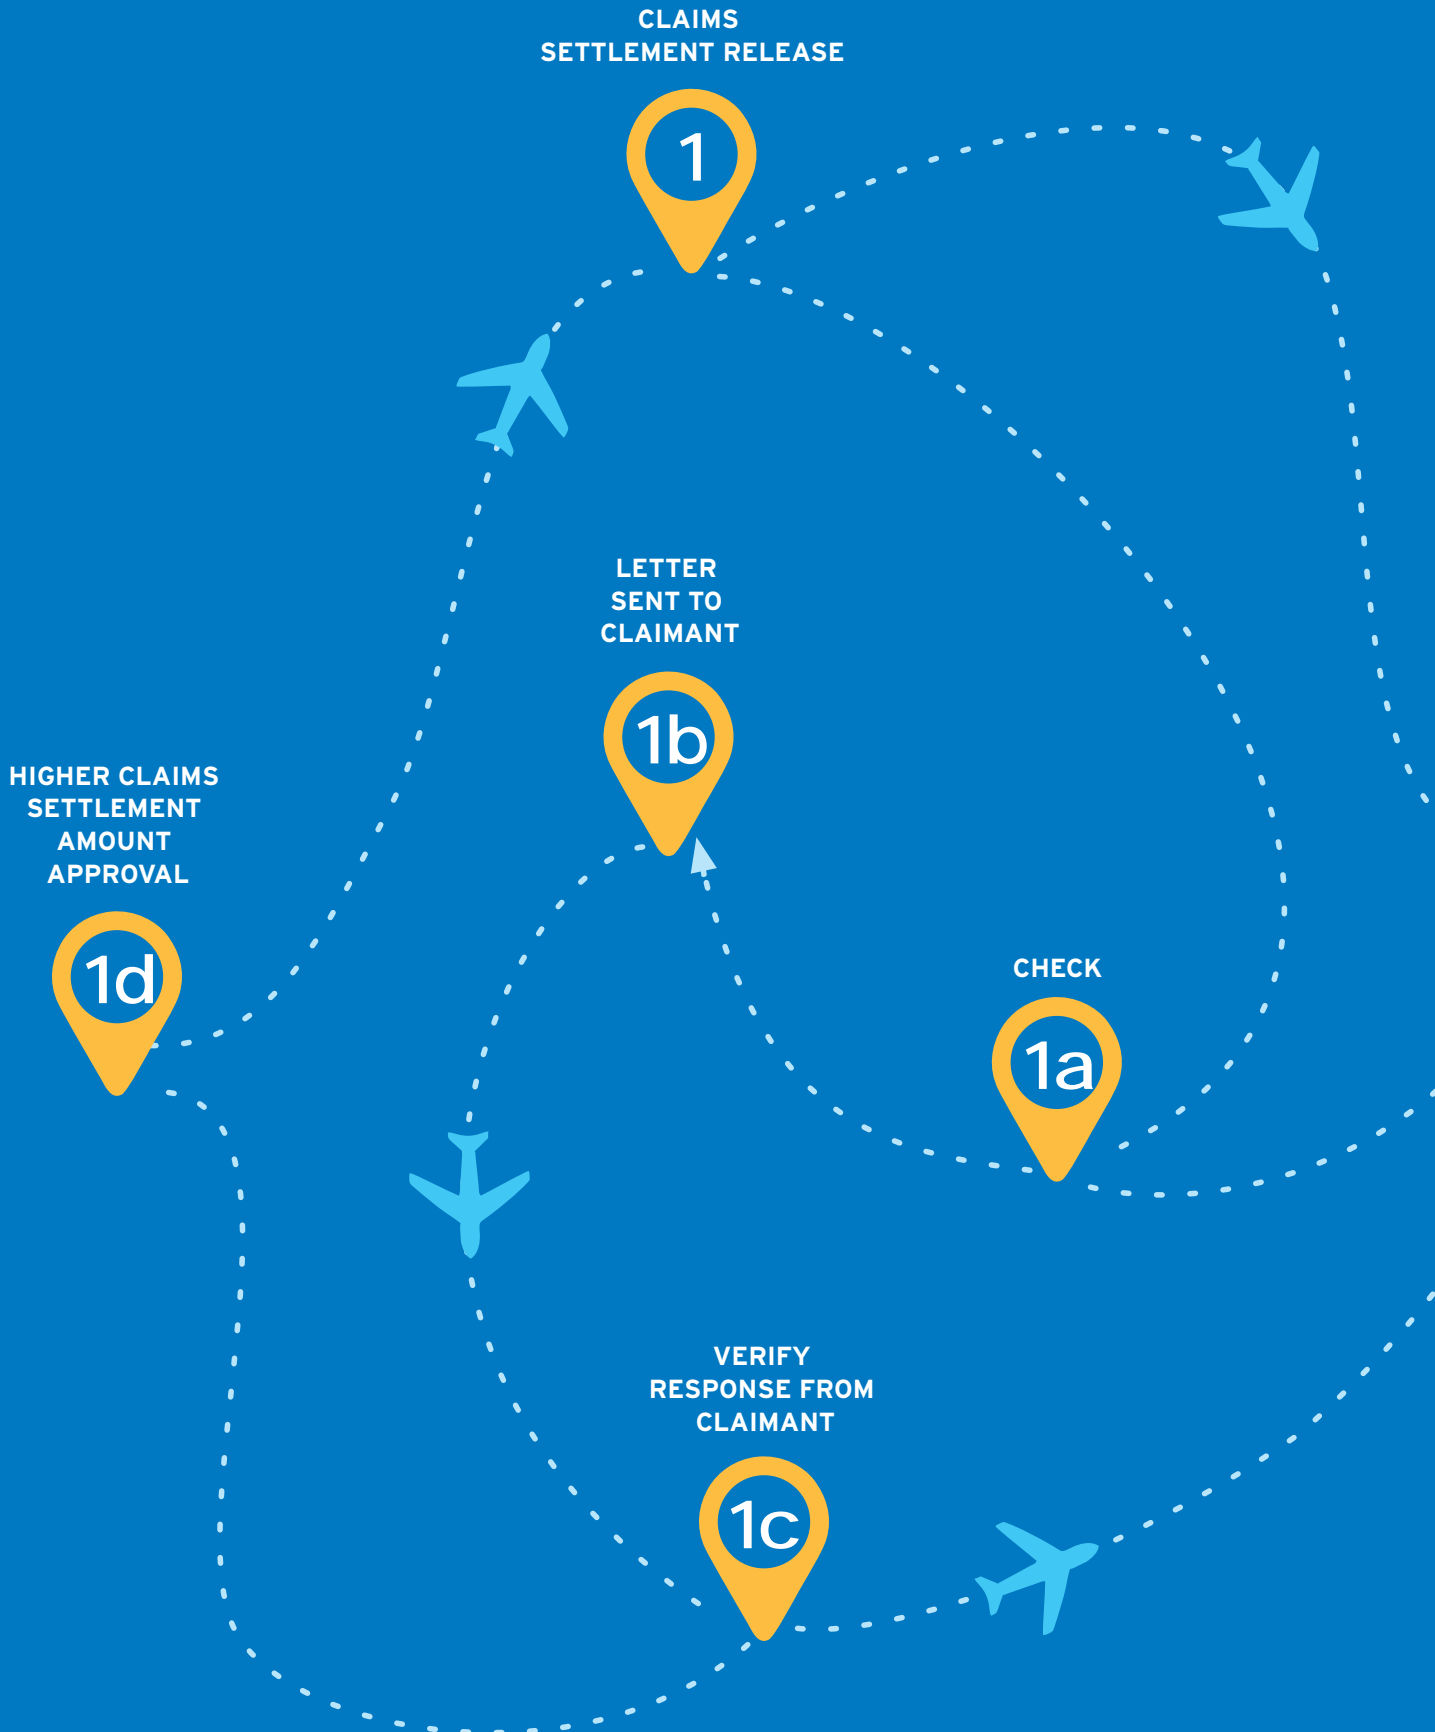 CLAIMS
SETTLEMENT RELEASE
1
LETTER
SENT TO
CLAIMANT
1b
HIGHER CLAIMS
SETTLEMENT
AMOUNT
APPROVAL
1d
CHECK
1a
VERIFY
RESPONSE FROM
CLAIMANT
1c